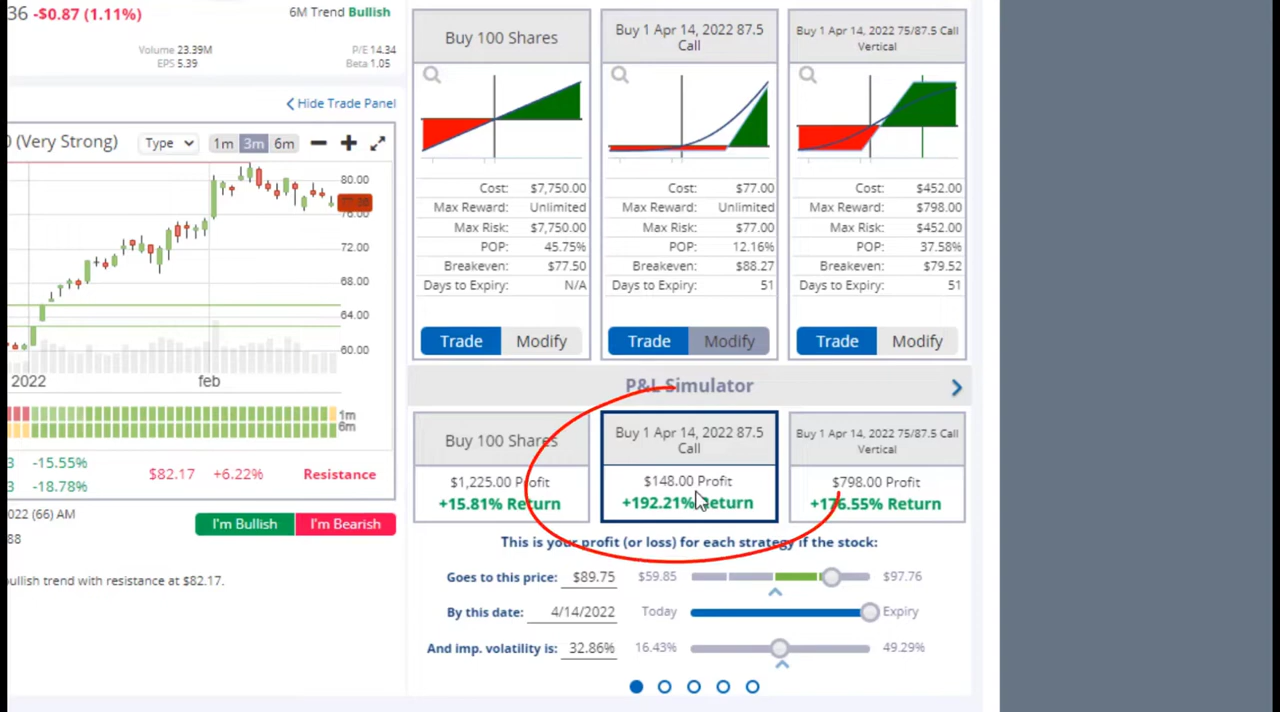 36 -$0.87 (1.11%)
6M Trend Bullish
Volume 23.39M
P/E 14.34
EPS 5.39
Beta 1.05
Hide Trade Panel
(Very Strong)
Type
1m 3m 6m
80.00
76.00
72.00
68.00
64.00
60.00
2022
feb
1m
6m
3 -15.55%
3 -18.78%
$82.17 +6.22% Resistance
022 (66) AM
88
I'm Bullish
I'm Bearish
bullish trend with resistance at $82.17.
Buy 100 Shares
Cost: $7,750.00
Max Reward: Unlimited
Max Risk: $7,750.00
POP: 45.75%
Breakeven: $77.50
Days to Expiry: N/A
Trade Modify
Buy 1 Apr 14, 2022 87.5
Call
Cost: $77.00
Max Reward: Unlimited
Max Risk: $77.00
POP: 12.16%
Breakeven: $88.27
Days to Expiry: 51
Trade Modify
Buy 1 Apr 14, 2022 75/87.5 Call
Vertical
Cost: $452.00
Max Reward: $798.00
Max Risk: $452.00
POP: 37.58%
Breakeven: $79.52
Days to Expiry: 51
Trade Modify
P&L Simulator
Buy 100 Shares
$1,225.00 Profit
+15.81% Return
Buy 1 Apr 14, 2022 87.5
Call
$148.00 Profit
+192.21% Return
Buy 1 Apr 14, 2022 75/87.5 Call
Vertical
$798.00 Profit
+176.55% Return
This is your profit (or loss) for each strategy if the stock:
Goes to this price: $89.75 $59.85 $97.76
By this date: 4/14/2022 Today Expiry
And imp. volatility is: 32.86% 16.43% 49.29%